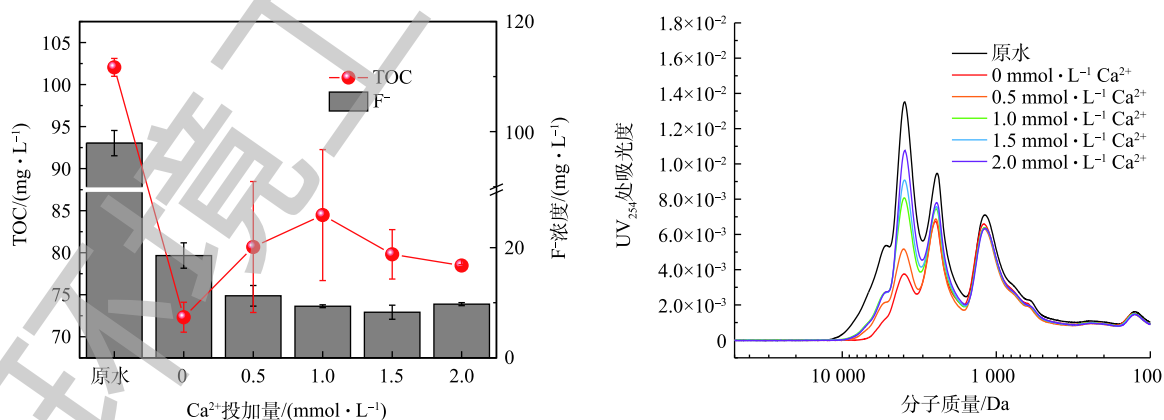 TOC
F⁻
TOC/(mg·L⁻¹)
105
100
95
90
85
80
75
70
120
100
20
0
F⁻浓度/(mg·L⁻¹)
原水 0 0.5 1.0 1.5 2.0
Ca²⁺投加量/(mmol·L⁻¹)
环境工
UV₂₅₄处吸光度
1.8×10⁻²
1.6×10⁻²
1.4×10⁻²
1.2×10⁻²
1.0×10⁻²
8.0×10⁻³
6.0×10⁻³
4.0×10⁻³
2.0×10⁻³
0
原水
0 mmol·L⁻¹ Ca²⁺
0.5 mmol·L⁻¹ Ca²⁺
1.0 mmol·L⁻¹ Ca²⁺
1.5 mmol·L⁻¹ Ca²⁺
2.0 mmol·L⁻¹ Ca²⁺
10 000 1 000 100
分子质量/Da